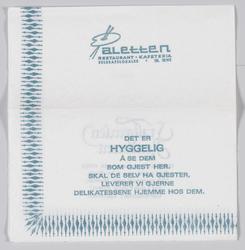 Paletten
RESTAURANT - KAFETERIA
SELSKAPSLOKALER
DET ER
HYGGELIG
Å SE DEM
SOM GJEST HER.
SKAL DE SELV HA GJESTER,
LEVERER VI GJERNE
DELIKATESSENE HJEMME HOS DEM.